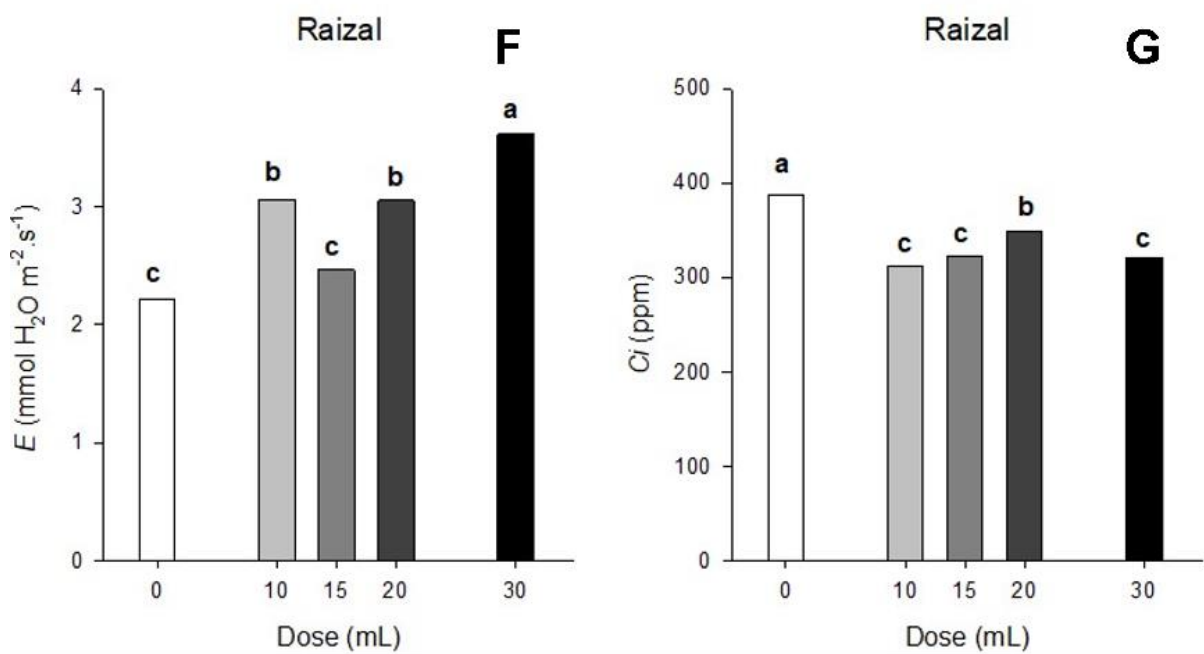 Raizal
F
4
3
2
1
0
E (mmol H₂O m⁻².s⁻¹)
c
b
c
b
a
0
10
15
20
30
Dose (mL)
Raizal
G
500
400
300
200
100
0
Ci (ppm)
a
c
c
b
c
0
10
15
20
30
Dose (mL)